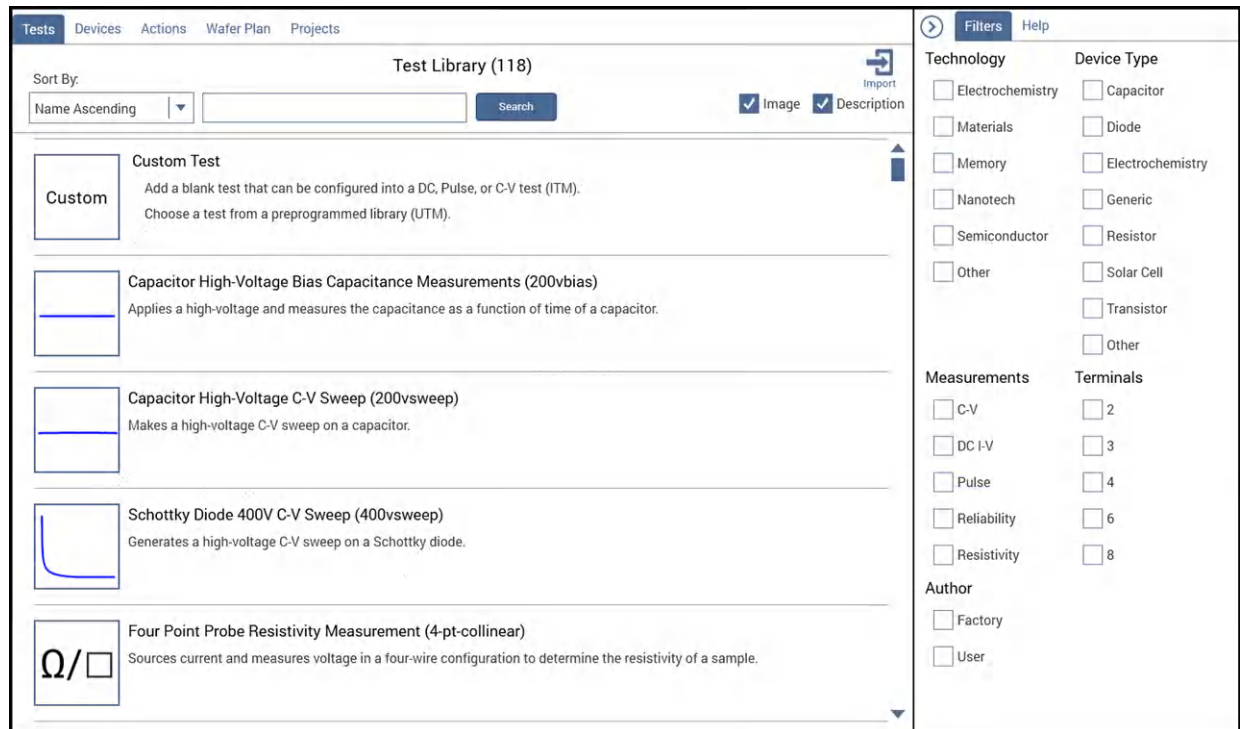 Tests Devices Actions Wafer Plan Projects
Test Library (118)
Import
Sort By:
Name Ascending
Search
Image Description
Custom
Custom Test
Add a blank test that can be configured into a DC, Pulse, or C-V test (ITM).
Choose a test from a preprogrammed library (UTM).
Capacitor High-Voltage Bias Capacitance Measurements (200vbias)
Applies a high-voltage and measures the capacitance as a function of time of a capacitor.
Capacitor High-Voltage C-V Sweep (200vsweep)
Makes a high-voltage C-V sweep on a capacitor.
Schottky Diode 400V C-V Sweep (400vsweep)
Generates a high-voltage C-V sweep on a Schottky diode.
Ω/□
Four Point Probe Resistivity Measurement (4-pt-collinear)
Sources current and measures voltage in a four-wire configuration to determine the resistivity of a sample.
Filters Help
Technology
Electrochemistry
Materials
Memory
Nanotech
Semiconductor
Other
Device Type
Capacitor
Diode
Electrochemistry
Generic
Resistor
Solar Cell
Transistor
Other
Measurements
C-V
DC I-V
Pulse
Reliability
Resistivity
Terminals
2
3
4
6
8
Author
Factory
User